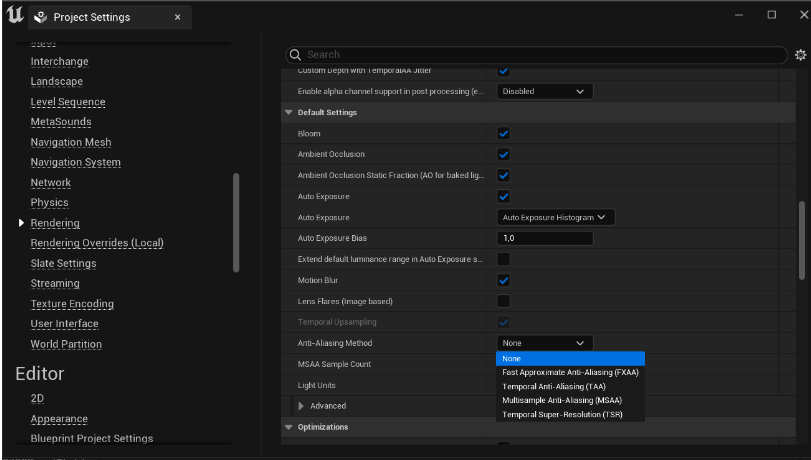 Project Settings
Input
Interchange
Landscape
Level Sequence
MetaSounds
Navigation Mesh
Navigation System
Network
Physics
Rendering
Rendering Overrides (Local)
Slate Settings
Streaming
Texture Encoding
User Interface
World Partition
Editor
2D
Appearance
Blueprint Project Settings
Search
Custom Depth with TemporalAA Jitter
Enable alpha channel support in post processing (e... Disabled
Default Settings
Bloom
Ambient Occlusion
Ambient Occlusion Static Fraction (AO for baked lig...
Auto Exposure
Auto Exposure Auto Exposure Histogram
Auto Exposure Bias 1,0
Extend default luminance range in Auto Exposure s...
Motion Blur
Lens Flares (Image based)
Temporal Upsampling
Anti-Aliasing Method None
MSAA Sample Count
Light Units
Advanced
Optimizations
None
Fast Approximate Anti-Aliasing (FXAA)
Temporal Anti-Aliasing (TAA)
Multisample Anti-Aliasing (MSAA)
Temporal Super-Resolution (TSR)